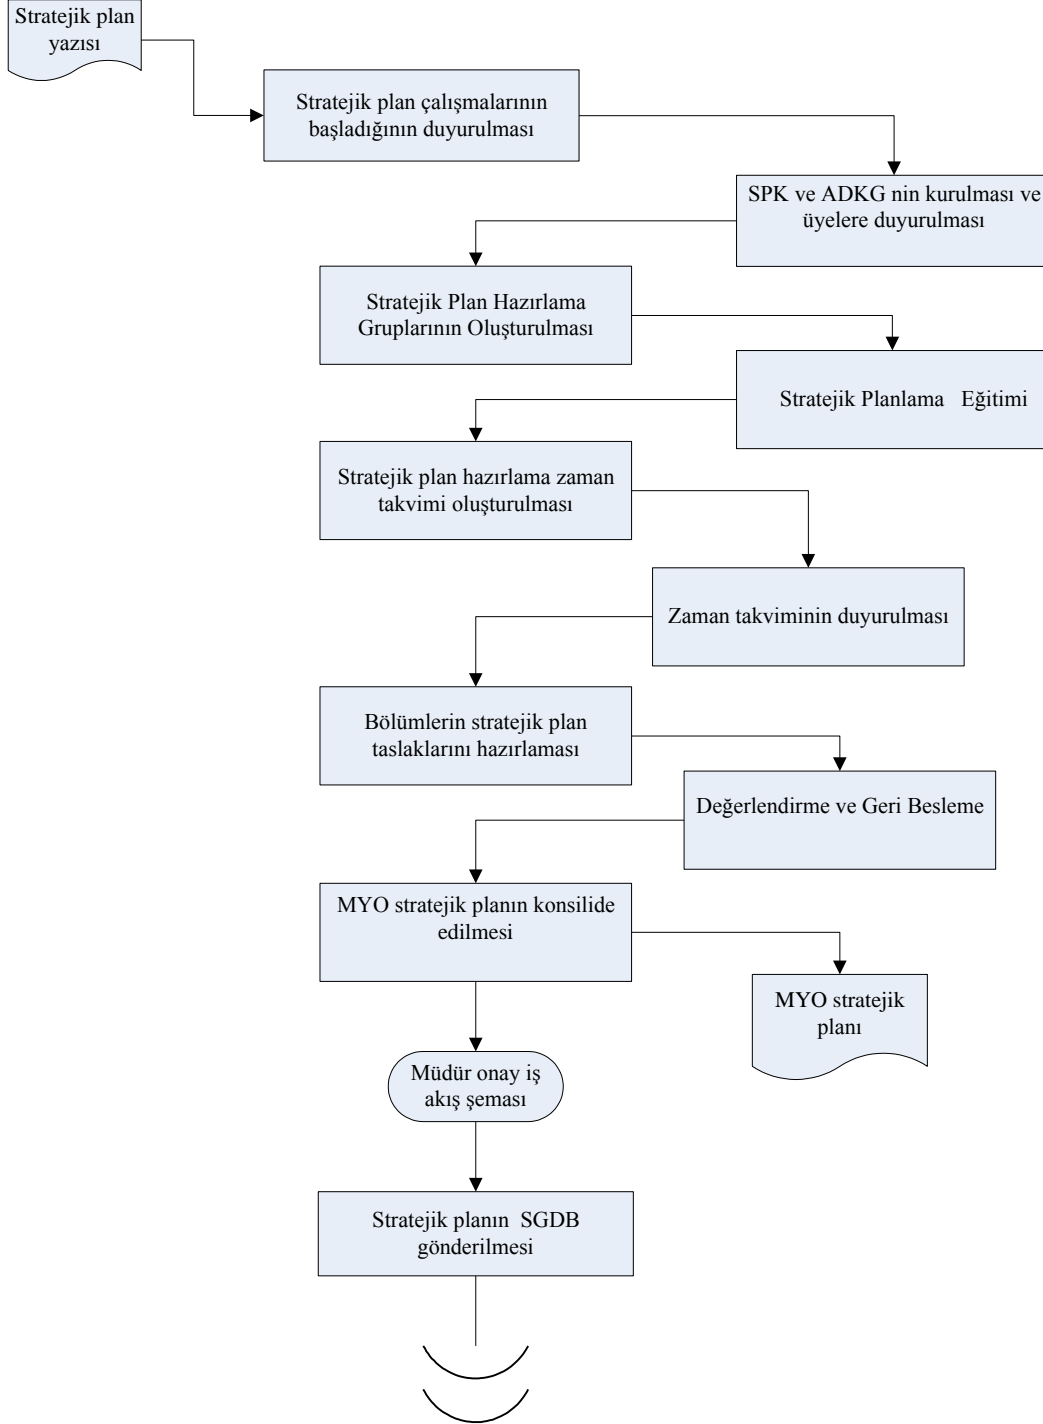 Stratejik plan
yazısı
Stratejik plan çalışmalarının
başladığının duyurulması
SPK ve ADKG nin kurulması ve
üyelere duyurulması
Stratejik Plan Hazırlama
Gruplarının Oluşturulması
Stratejik Planlama Eğitimi
Stratejik plan hazırlama zaman
takvimi oluşturulması
Zaman takviminin duyurulması
Bölümlerin stratejik plan
taslaklarını hazırlaması
Değerlendirme ve Geri Besleme
MYO stratejik planın konsilide
edilmesi
MYO stratejik
planı
Müdür onay iş
akış şeması
Stratejik planın SGDB
gönderilmesi